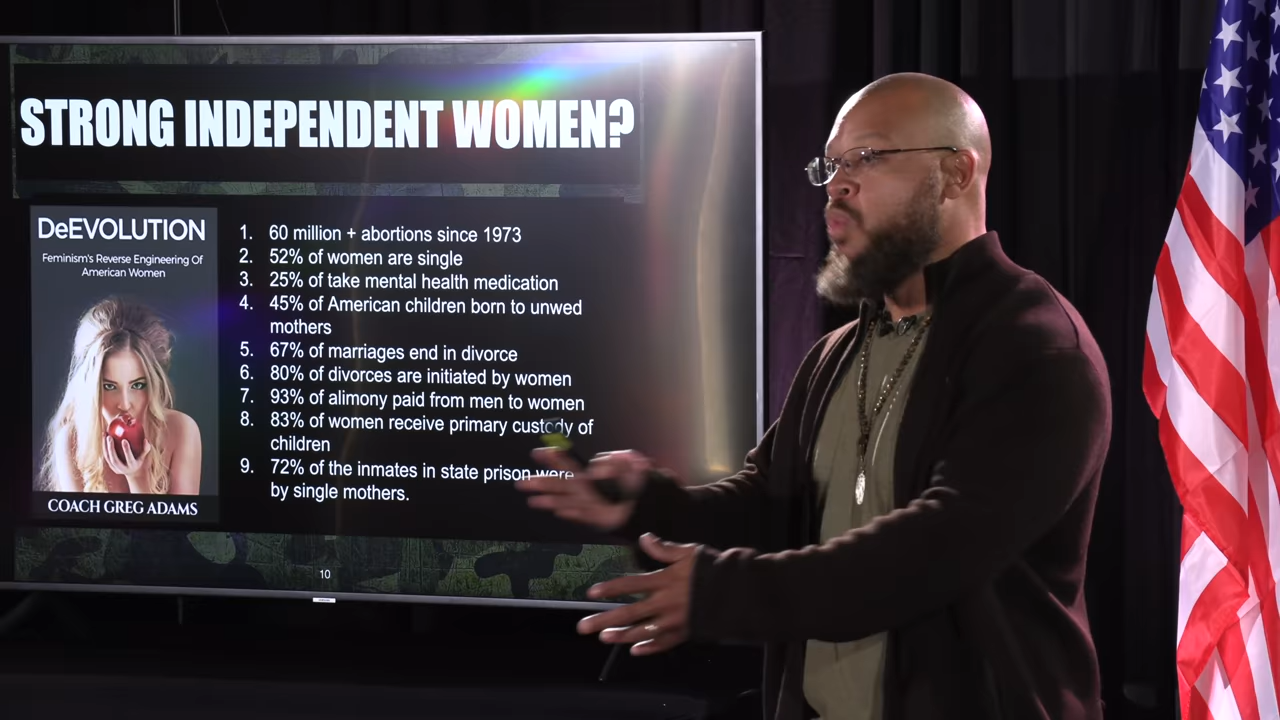 STRONG INDEPENDENT WOMEN?
DeEVOLUTION
Feminism's Reverse Engineering Of
American Women
COACH GREG ADAMS
1. 60 million + abortions since 1973
2. 52% of women are single
3. 25% of take mental health medication
4. 45% of American children born to unwed
mothers
5. 67% of marriages end in divorce
6. 80% of divorces are initiated by women
7. 93% of alimony paid from men to women
8. 83% of women receive primary custody of
children
9. 72% of the inmates in state prison were
by single mothers.
10